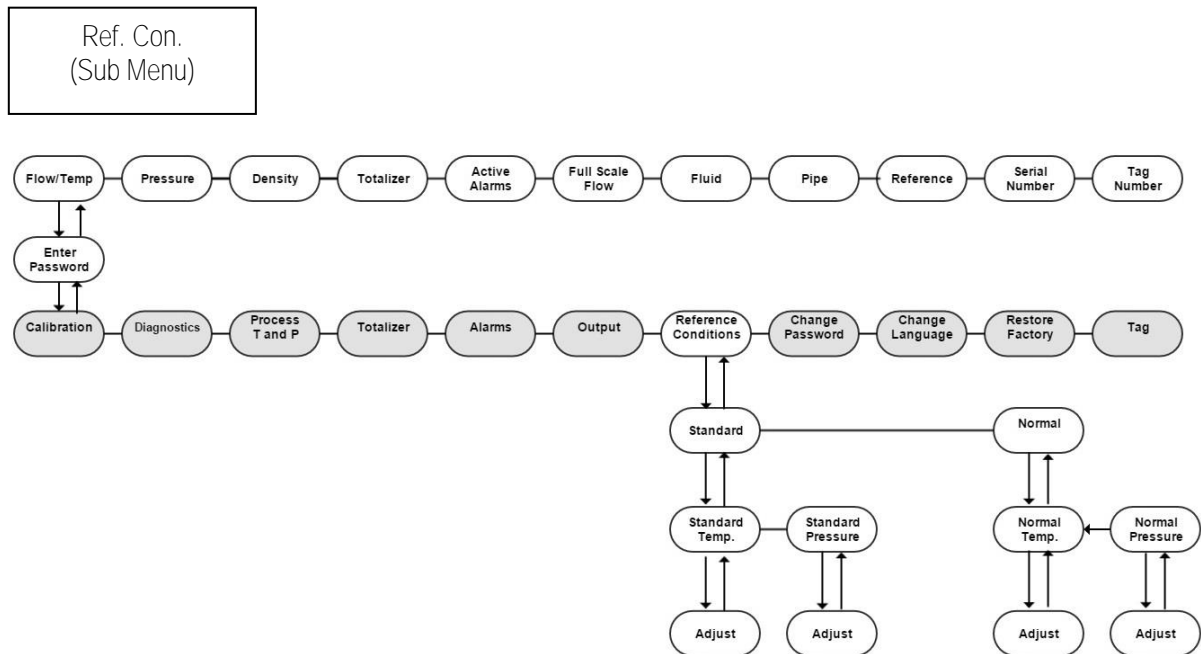 Ref. Con.
(Sub Menu)
Flow/Temp
Pressure
Density
Totalizer
Active
Alarms
Full Scale
Flow
Fluid
Pipe
Reference
Serial
Number
Tag
Number
Enter
Password
Calibration
Diagnostics
Process
T and P
Totalizer
Alarms
Output
Reference
Conditions
Change
Password
Change
Language
Restore
Factory
Tag
Standard
Normal
Standard
Temp.
Standard
Pressure
Normal
Temp.
Normal
Pressure
Adjust
Adjust
Adjust
Adjust